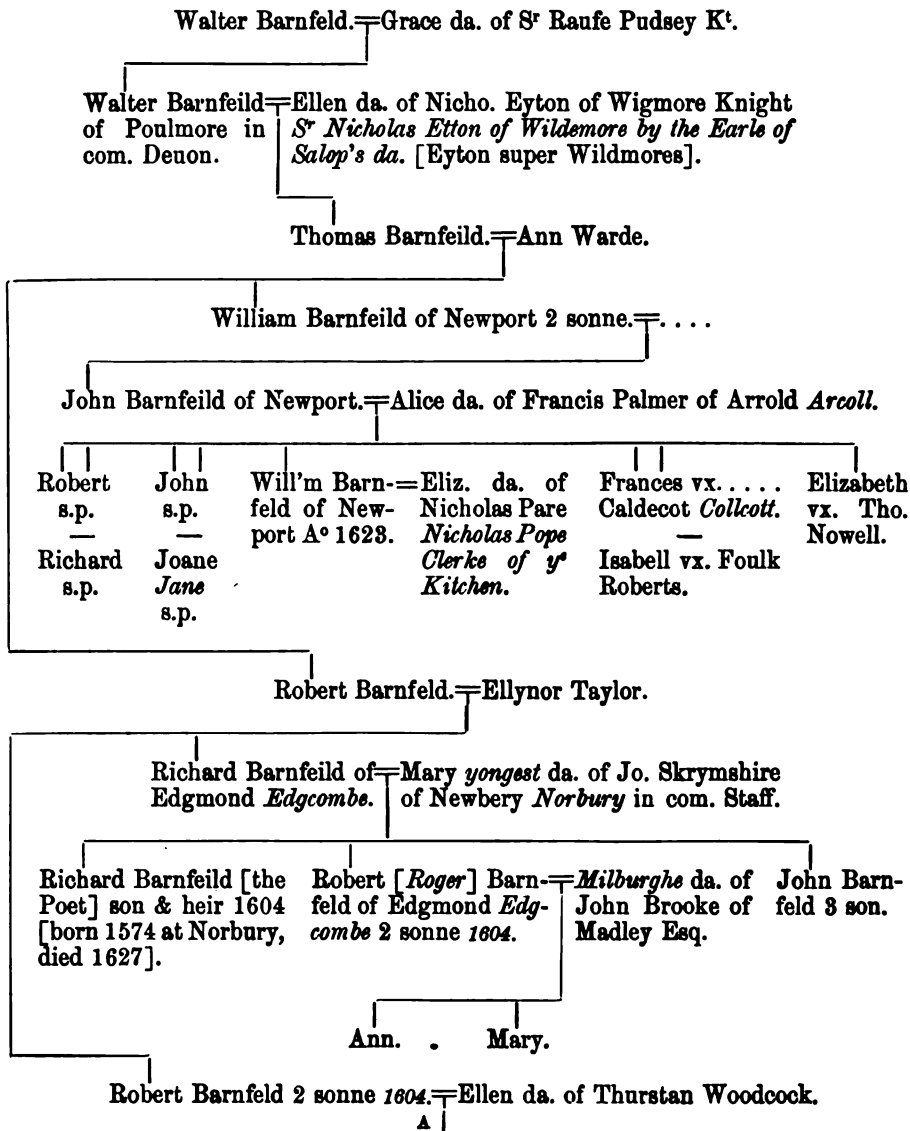 Walter Barnfeld.=Grace da. of Sʳ Raufe Pudsey Kᵗ.
Walter Barnfeild=Ellen da. of Nicho. Eyton of Wigmore Knight
of Poulmore in Sʳ Nicholas Etton of Wildemore by the Earle of
com. Deuon. Salop's da. [Eyton super Wildmores].
Thomas Barnfeild.=Ann Warde.
William Barnfeild of Newport 2 sonne.=. . . .
John Barnfeild of Newport.=Alice da. of Francis Palmer of Arrold Arcoll.
Robert
s.p.
—
Richard
s.p.
John
s.p.
—
Joane
Jane
s.p.
Will'm Barn-=Eliz. da. of
feld of New- Nicholas Pare
port Aº 1623. Nicholas Pope
Clerke of yᵉ
Kitchen.
Frances vx. . . . .
Caldecot Collcott.
—
Isabell vx. Foulk
Roberts.
Elizabeth
vx. Tho.
Nowell.
Robert Barnfeld.=Ellynor Taylor.
Richard Barnfeild of=Mary yongest da. of Jo. Skrymshire
Edgmond Edgcombe. of Newbery Norbury in com. Staff.
Richard Barnfeild [the
Poet] son & heir 1604
[born 1574 at Norbury,
died 1627].
Robert [Roger] Barn-=Milburghe da. of
feld of Edgmond Edg- John Brooke of
combe 2 sonne 1604. Madley Esq.
John Barn-
feld 3 son.
Ann. . Mary.
Robert Barnfeld 2 sonne 1604.=Ellen da. of Thurstan Woodcock.
A